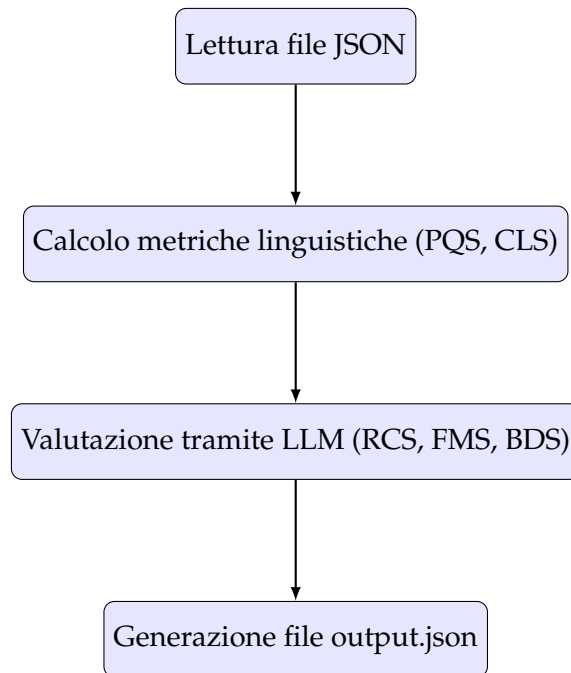 Lettura file JSON
Calcolo metriche linguistiche (PQS, CLS)
Valutazione tramite LLM (RCS, FMS, BDS)
Generazione file output.json